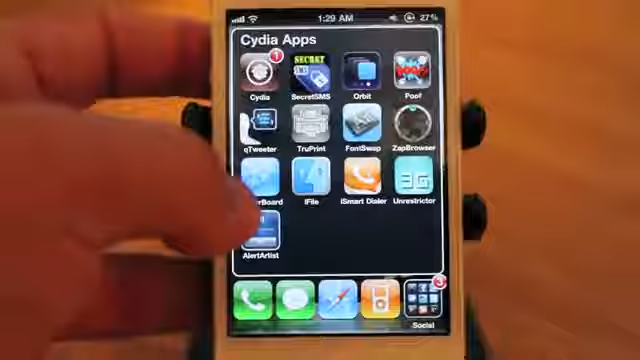 1:29 AM 27%
Cydia Apps
1
SECRET
Cydia SecretSMS Orbit Poof
qTweeter TruPrint FontSwap ZapBrowser
3G
erBoard iFile iSmart Dialer Unrestrictor
AlertArtist
3
Social